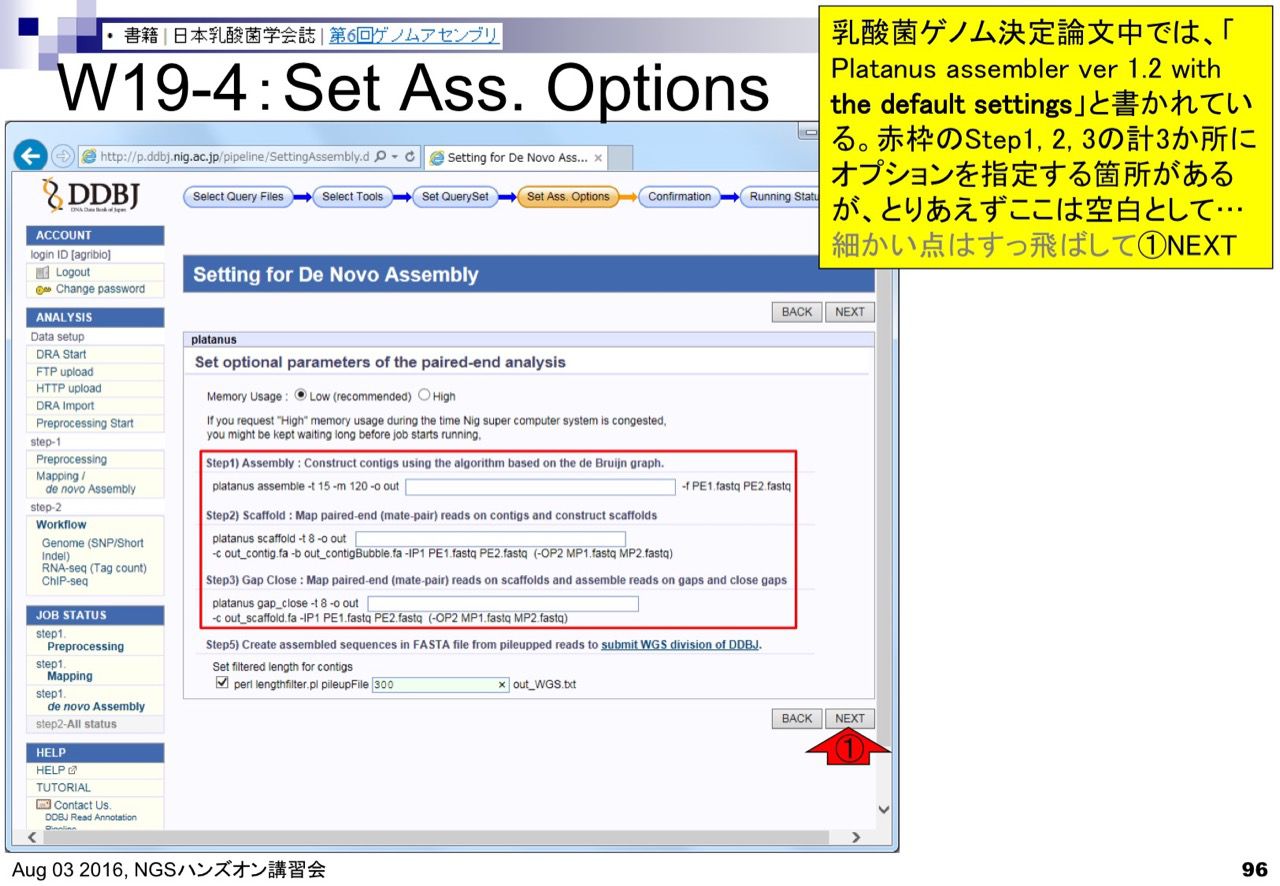 • 書籍 | 日本乳酸菌学会誌 | 第6回ゲノムアセンブリ
W19-4：Set Ass. Options
乳酸菌ゲノム決定論文中では、「
Platanus assembler ver 1.2 with
the default settings」と書かれてい
る。赤枠のStep1, 2, 3の計3か所に
オプションを指定する箇所がある
が、とりあえずここは空白として…
細かい点はすっ飛ばして①NEXT
http://p.ddbj.nig.ac.jp/pipeline/SettingAssembly.d
Setting for De Novo Ass... ×
DDBJ
DNA Data Bank of Japan
Select Query Files
Select Tools
Set QuerySet
Set Ass. Options
Confirmation
Running Statu
ACCOUNT
login ID [agribio]
Logout
Change password
ANALYSIS
Data setup
DRA Start
FTP upload
HTTP upload
DRA Import
Preprocessing Start
step-1
Preprocessing
Mapping /
de novo Assembly
step-2
Workflow
Genome (SNP/Short
Indel)
RNA-seq (Tag count)
ChIP-seq
JOB STATUS
step1.
Preprocessing
step1.
Mapping
step1.
de novo Assembly
step2-All status
HELP
HELP
TUTORIAL
Contact Us.
DDBJ Read Annotation
Pipeline
Setting for De Novo Assembly
BACK NEXT
platanus
Set optional parameters of the paired-end analysis
Memory Usage : Low (recommended) High
If you request "High" memory usage during the time Nig super computer system is congested,
you might be kept waiting long before job starts running,
Step1) Assembly : Construct contigs using the algorithm based on the de Bruijn graph.
platanus assemble -t 15 -m 120 -o out -f PE1.fastq PE2.fastq
Step2) Scaffold : Map paired-end (mate-pair) reads on contigs and construct scaffolds
platanus scaffold -t 8 -o out
-c out_contig.fa -b out_contigBubble.fa -IP1 PE1.fastq PE2.fastq (-OP2 MP1.fastq MP2.fastq)
Step3) Gap Close : Map paired-end (mate-pair) reads on scaffolds and assemble reads on gaps and close gaps
platanus gap_close -t 8 -o out
-c out_scaffold.fa -IP1 PE1.fastq PE2.fastq (-OP2 MP1.fastq MP2.fastq)
Step5) Create assembled sequences in FASTA file from pileupped reads to submit WGS division of DDBJ.
Set filtered length for contigs
perl lengthfilter.pl pileupFile 300 × out_WGS.txt
BACK NEXT
①
Aug 03 2016, NGSハンズオン講習会
96